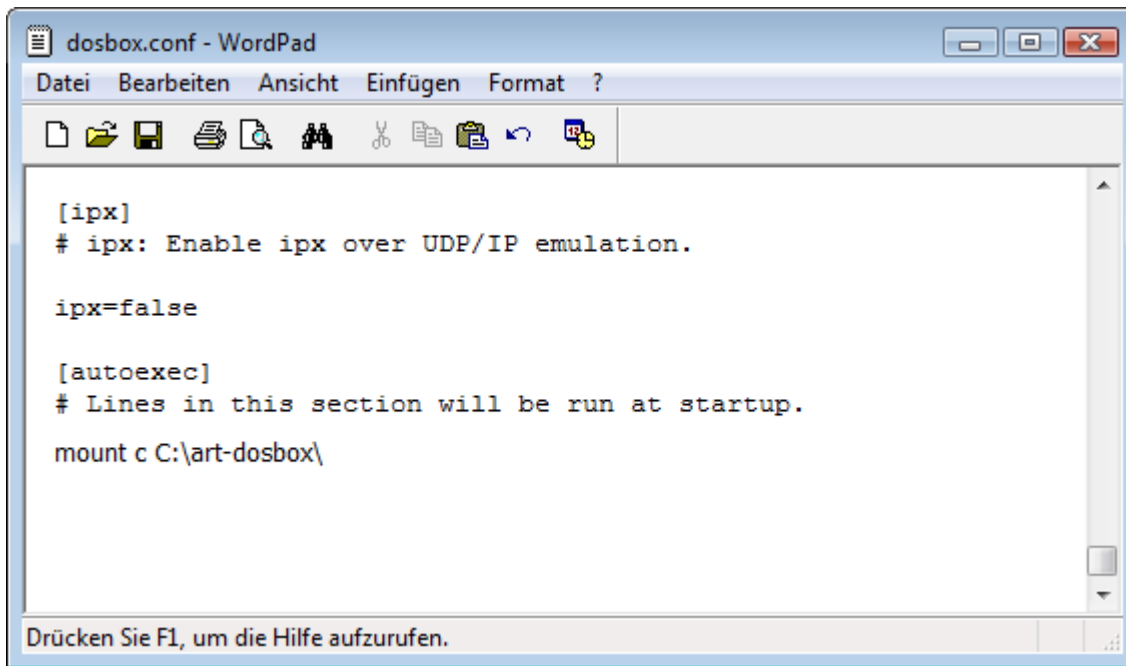 dosbox.conf - WordPad
Datei Bearbeiten Ansicht Einfügen Format ?
[ipx]
# ipx: Enable ipx over UDP/IP emulation.
ipx=false
[autoexec]
# Lines in this section will be run at startup.
mount c C:\art-dosbox\
Drücken Sie F1, um die Hilfe aufzurufen.